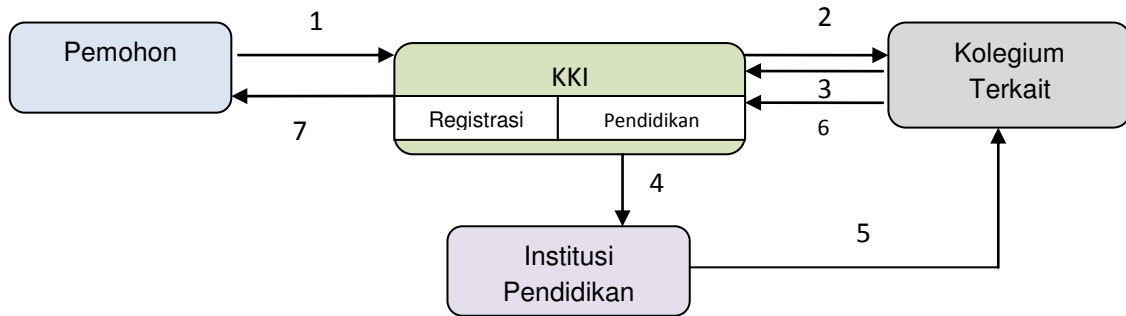 1
2
Pemohon
KKI
Kolegium
Terkait
3
7
Registrasi
Pendidikan
6
4
5
Institusi
Pendidikan